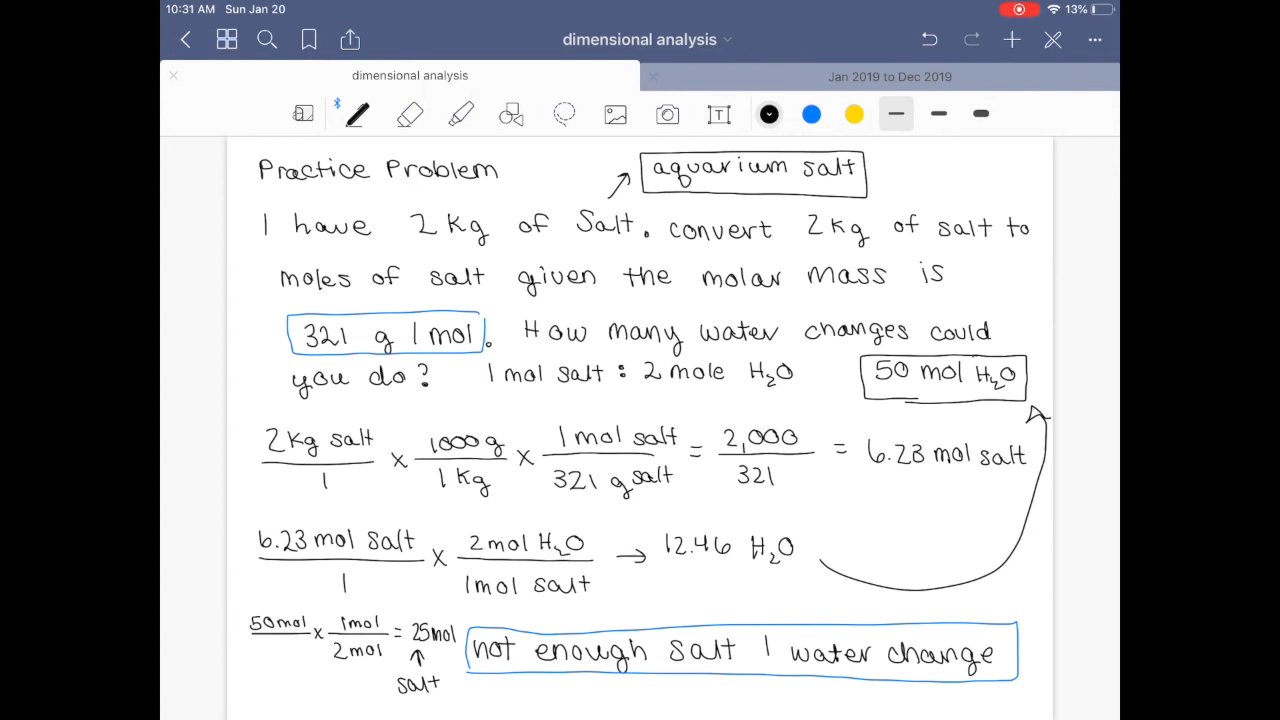 10:31 AM Sun Jan 20 13%
dimensional analysis
dimensional analysis Jan 2019 to Dec 2019
T
Practice Problem aquarium salt
I have 2 Kg of Salt. convert 2kg of salt to
moles of salt given the molar mass is
321 g 1 mol. How many water changes could
you do? 1 mol salt : 2 mole H₂O 50 mol H₂O
2 Kg salt / 1 x 1000 g / 1 Kg x 1 mol salt / 321 g salt = 2,000 / 321 = 6.23 mol salt
6.23 mol salt / 1 x 2 mol H₂O / 1 mol salt → 12.46 H₂O
50 mol x 1 mol / 2 mol = 25 mol not enough salt 1 water change
salt